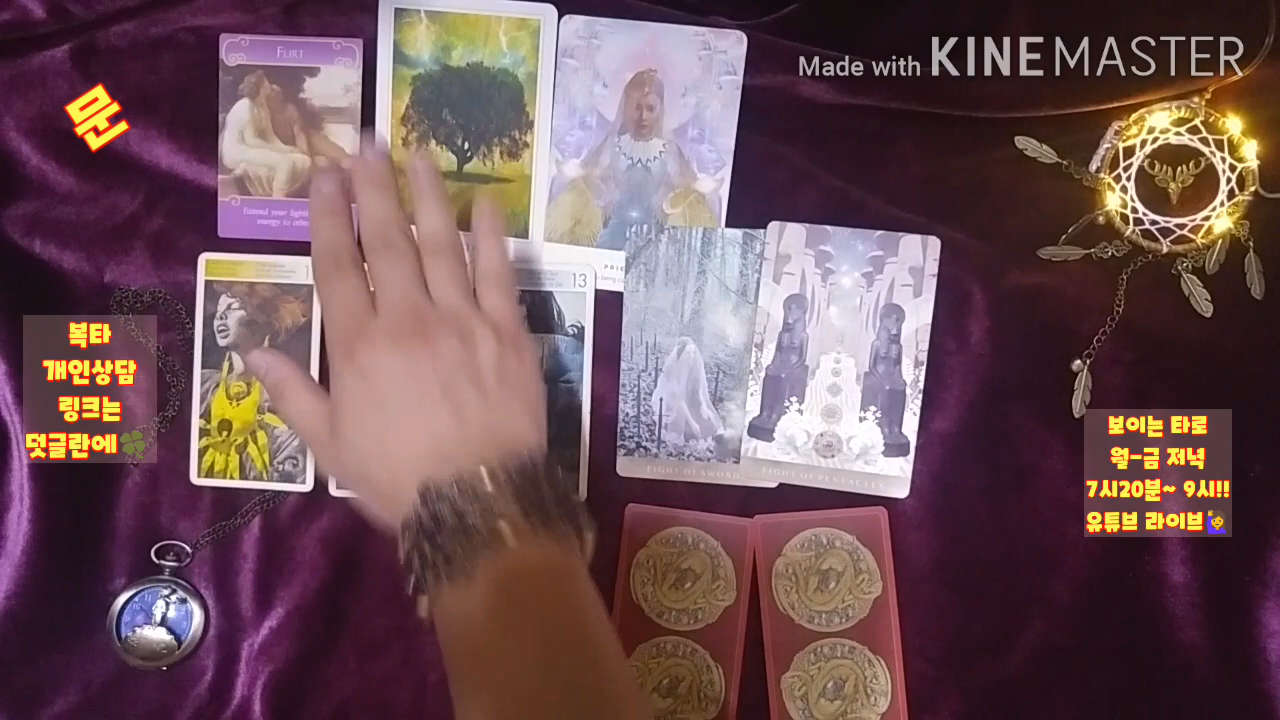 Made with KINEMASTER
FLIRT
문
Extend your light
energy to othe
PRIE
13
복타
개인상담
링크는
덧글란에🍀
EIGHT OF SWORD
EIGHT OF PENTACLES
보이는 타로
월-금 저녁
7시20분~ 9시!!
유튜브 라이브🙋‍♀️